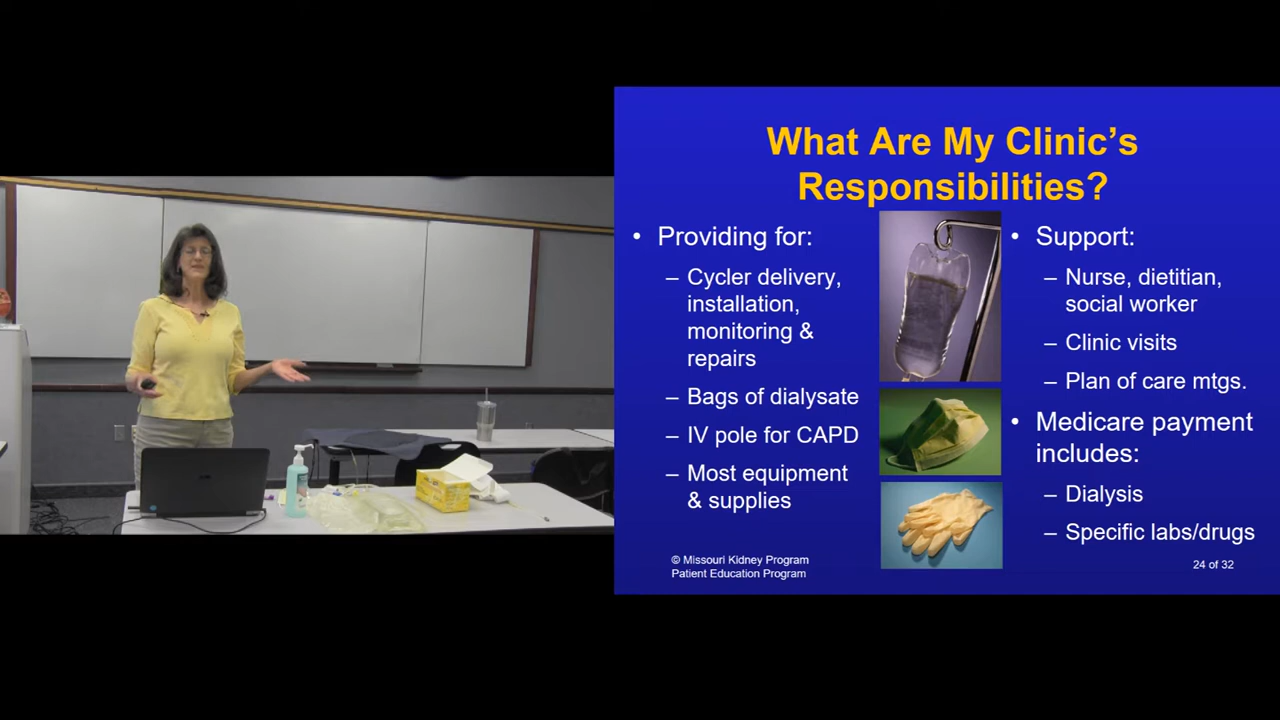 What Are My Clinic’s
Responsibilities?
• Providing for:
– Cycler delivery,
installation,
monitoring &
repairs
– Bags of dialysate
– IV pole for CAPD
– Most equipment
& supplies
• Support:
– Nurse, dietitian,
social worker
– Clinic visits
– Plan of care mtgs.
• Medicare payment
includes:
– Dialysis
– Specific labs/drugs
© Missouri Kidney Program
Patient Education Program
24 of 32